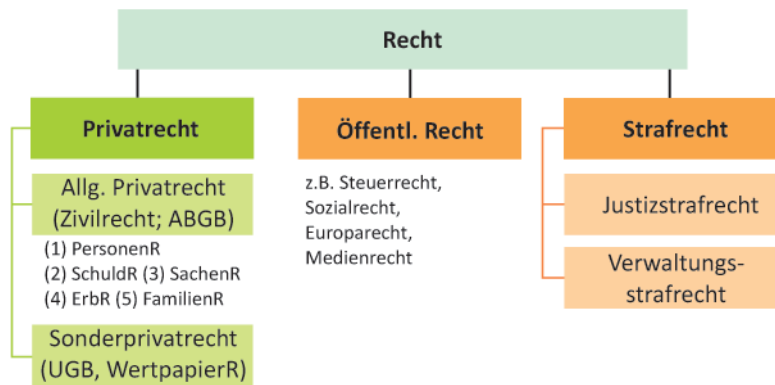 Recht
Privatrecht
Allg. Privatrecht
(Zivilrecht; ABGB)
(1) PersonenR
(2) SchuldR (3) SachenR
(4) ErbR (5) FamilienR
Sonderprivatrecht
(UGB, WertpapierR)
Öffentl. Recht
z.B. Steuerrecht,
Sozialrecht,
Europarecht,
Medienrecht
Strafrecht
Justizstrafrecht
Verwaltungs-
strafrecht